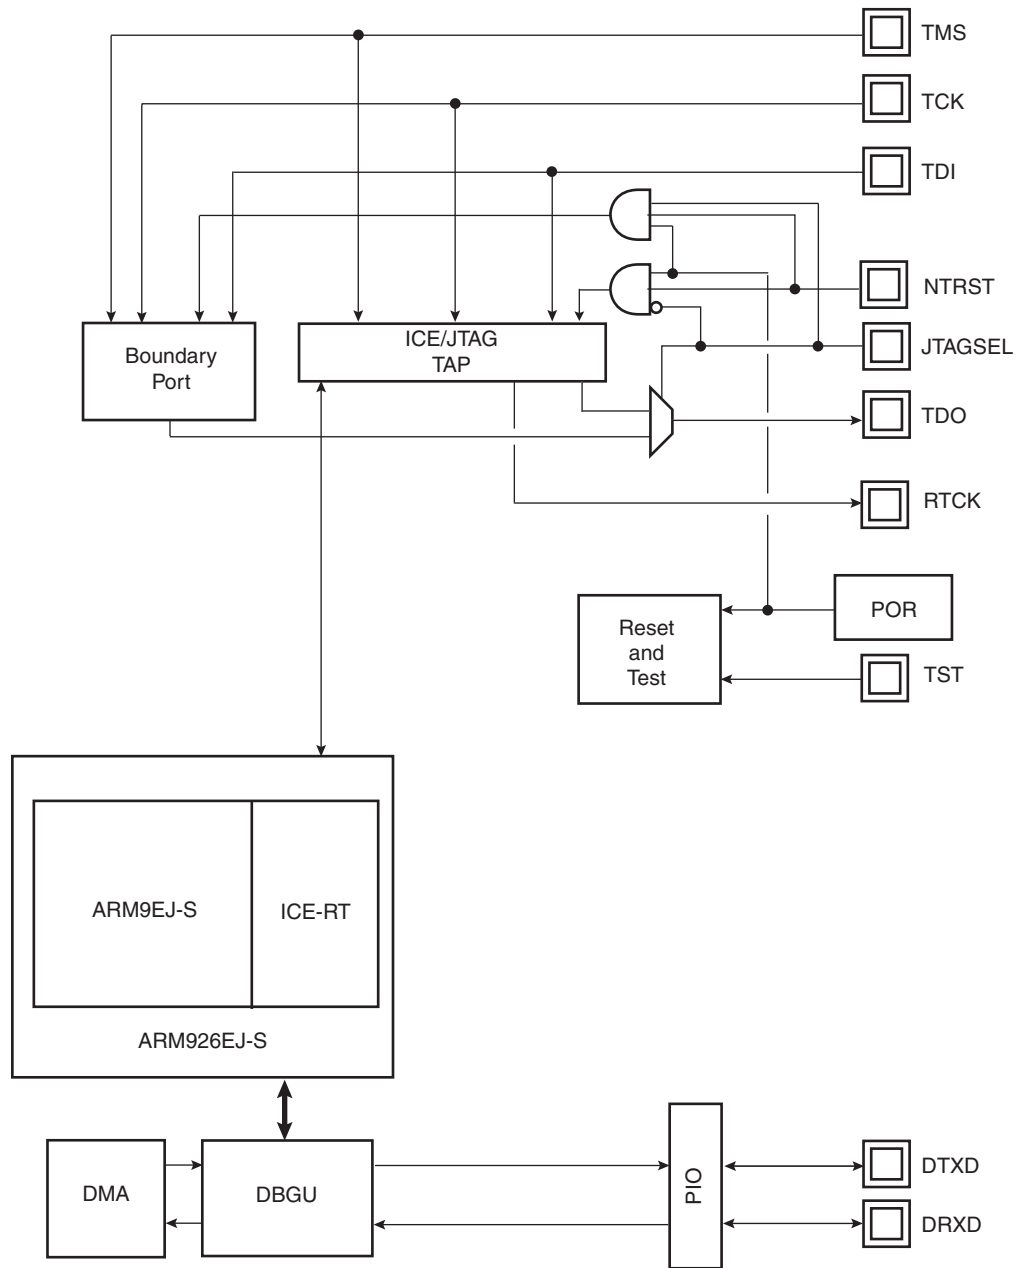 TMS
TCK
TDI
NTRST
JTAGSEL
TDO
RTCK
Boundary
Port
ICE/JTAG
TAP
POR
Reset
and
Test
TST
ARM9EJ-S
ICE-RT
ARM926EJ-S
DMA
DBGU
PIO
DTXD
DRXD